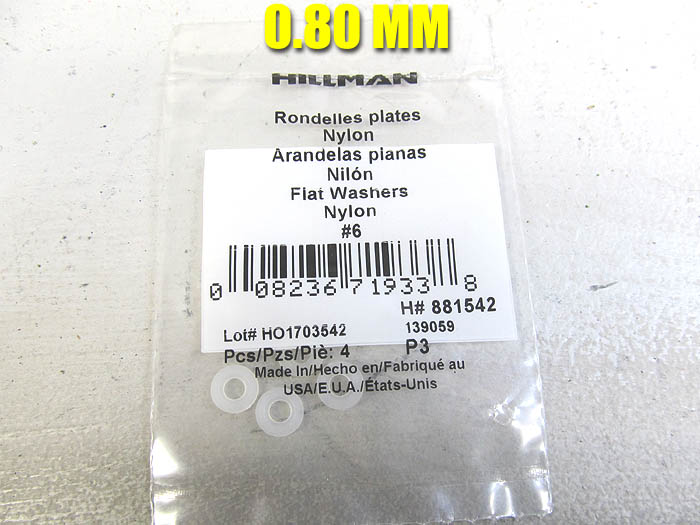 0.80 MM
HILLMAN
Rondelles plates
Nylon
Arandelas planas
Nilón
Flat Washers
Nylon
#6
0 08236 71933 8
H# 881542
Lot# HO1703542 139059
Pcs/Pzs/Piè: 4 P3
Made In/Hecho en/Fabriqué au
USA/E.U.A./États-Unis